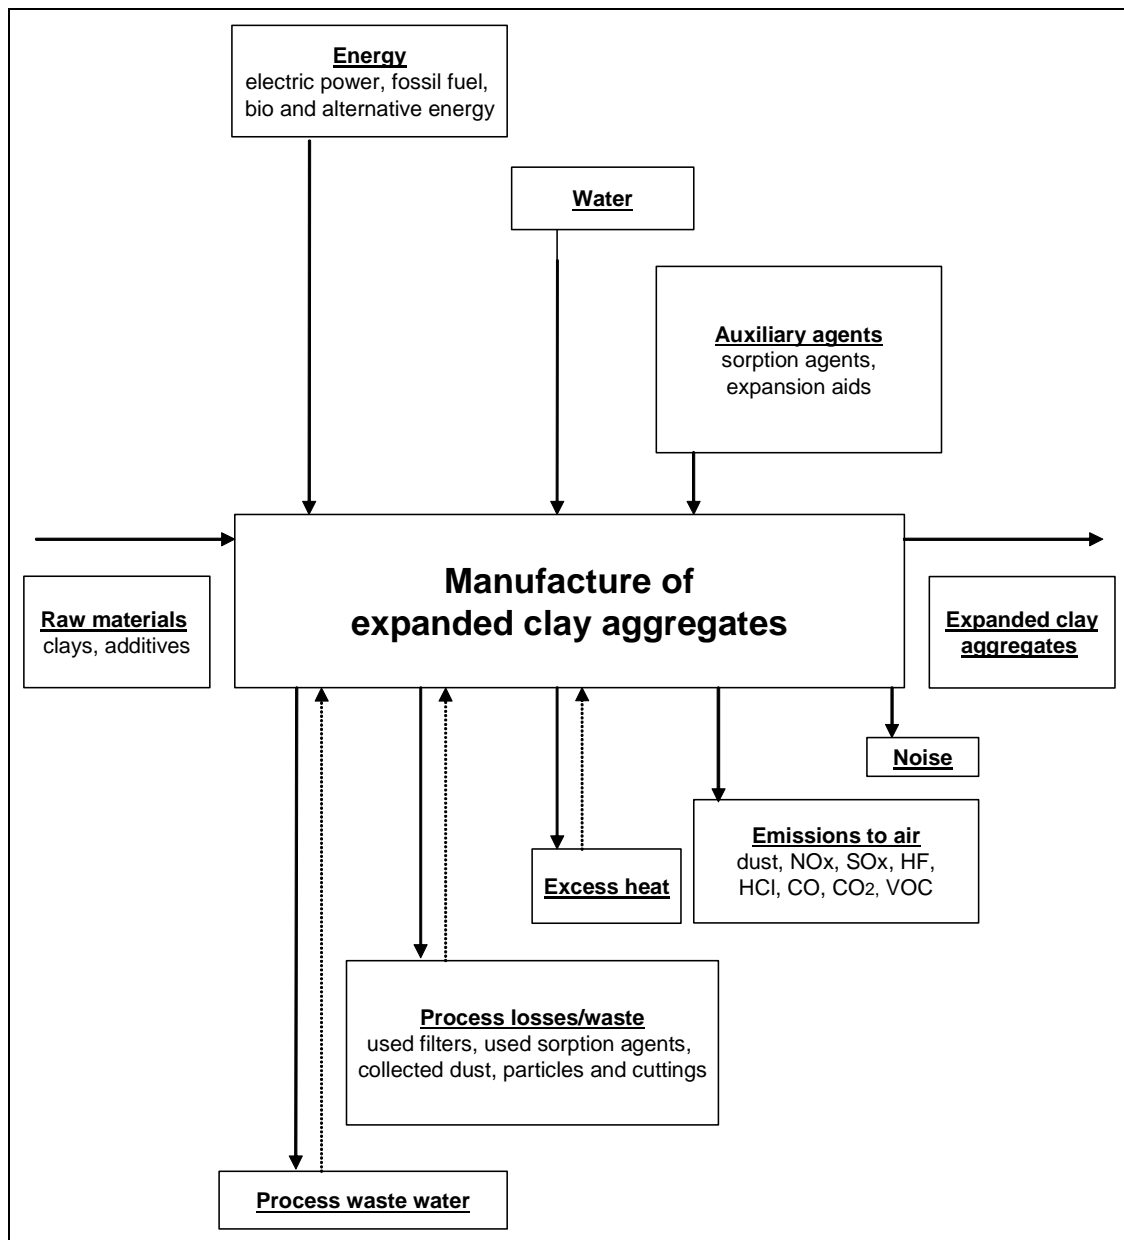 Energy
electric power, fossil fuel,
bio and alternative energy
Water
Auxiliary agents
sorption agents,
expansion aids
Manufacture of
expanded clay aggregates
Raw materials
clays, additives
Expanded clay
aggregates
Noise
Emissions to air
dust, NOx, SOx, HF,
HCl, CO, CO2, VOC
Excess heat
Process losses/waste
used filters, used sorption agents,
collected dust, particles and cuttings
Process waste water